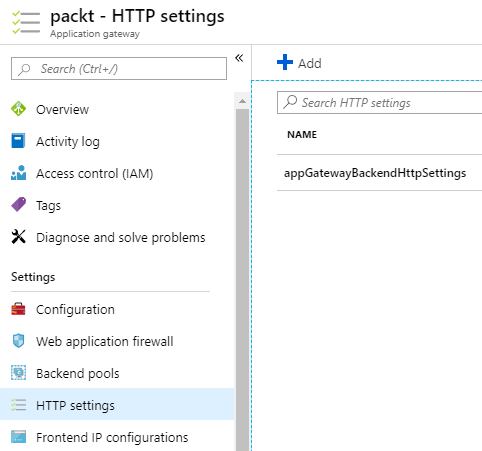 packt - HTTP settings
Application gateway
Search (Ctrl+/)
«
Overview
Activity log
Access control (IAM)
Tags
Diagnose and solve problems
Settings
Configuration
Web application firewall
Backend pools
HTTP settings
Frontend IP configurations
Add
Search HTTP settings
NAME
appGatewayBackendHttpSettings